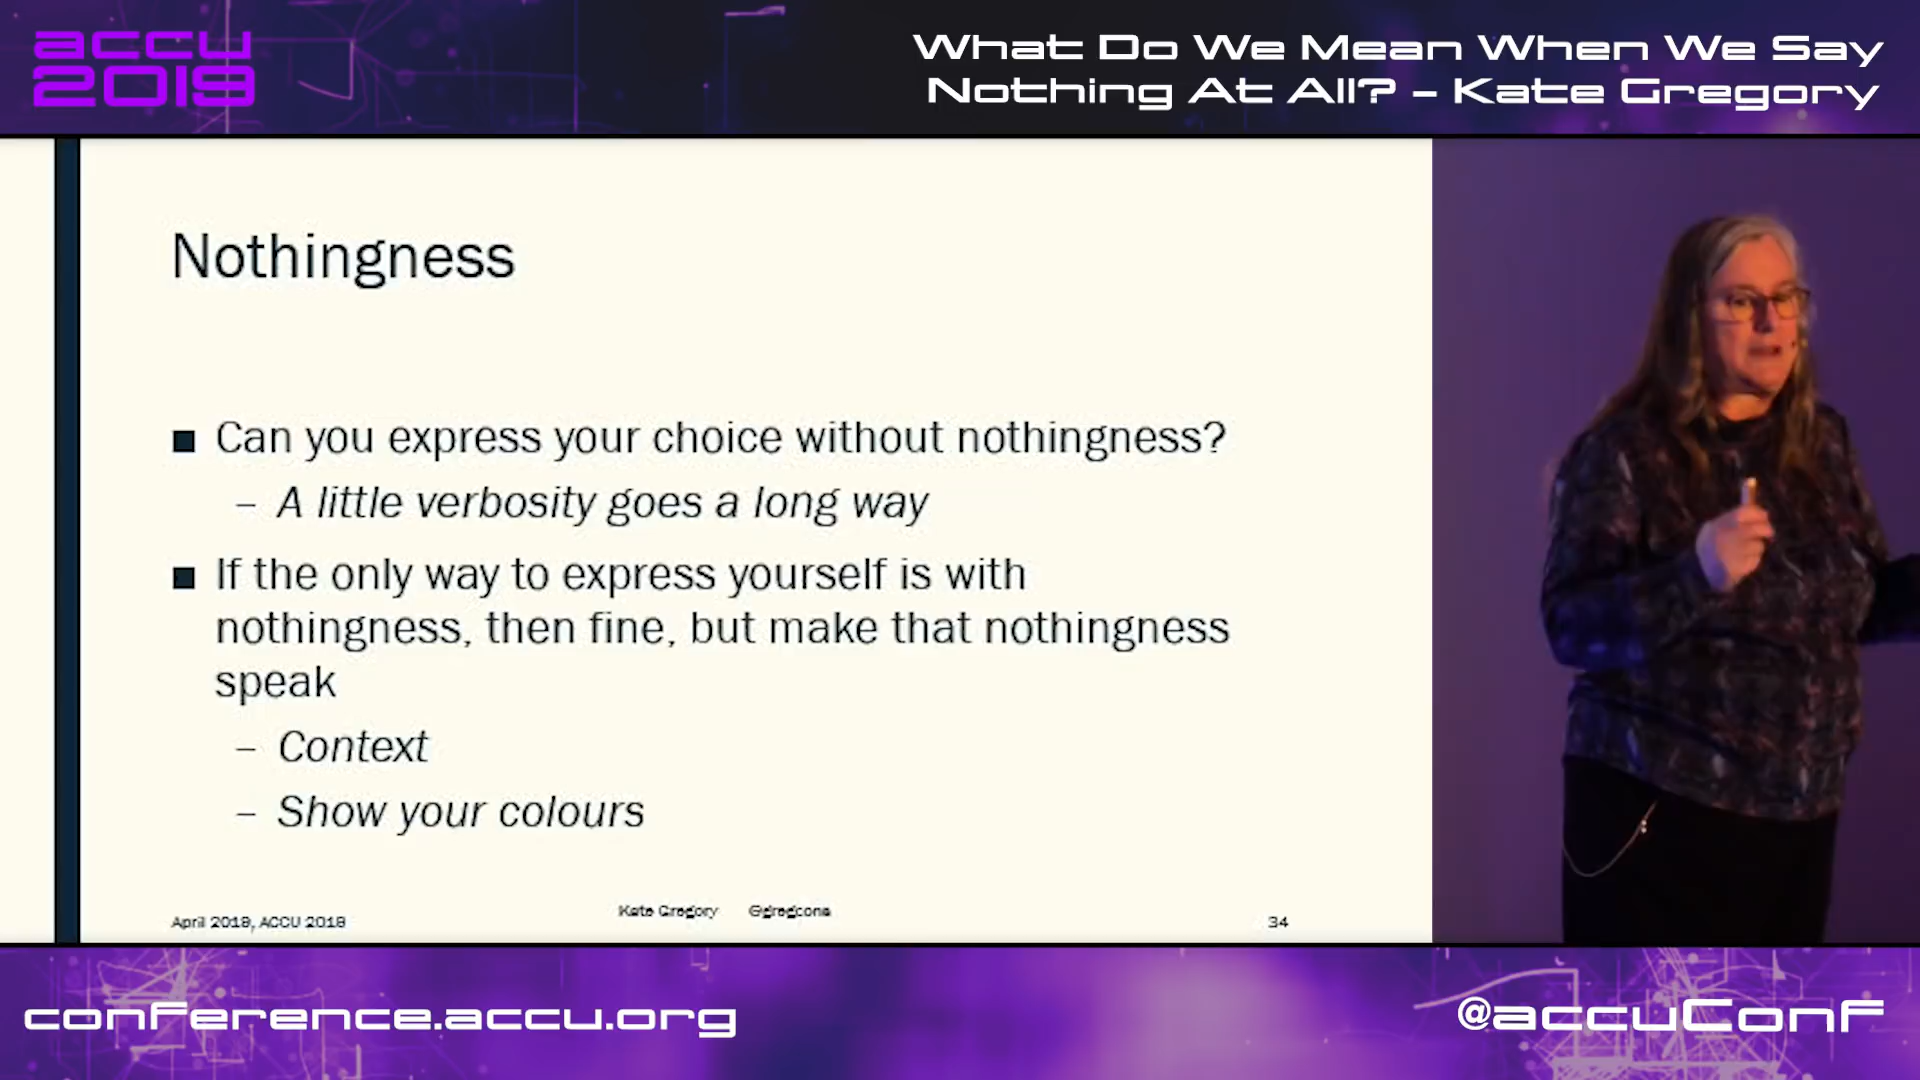 accu
2019
What Do We Mean When We Say
Nothing At All? - Kate Gregory
Nothingness
■ Can you express your choice without nothingness?
– A little verbosity goes a long way
■ If the only way to express yourself is with
nothingness, then fine, but make that nothingness
speak
– Context
– Show your colours
April 2019, ACCU 2019
Kate Gregory @gregcons
34
conference.accu.org
@accuConf